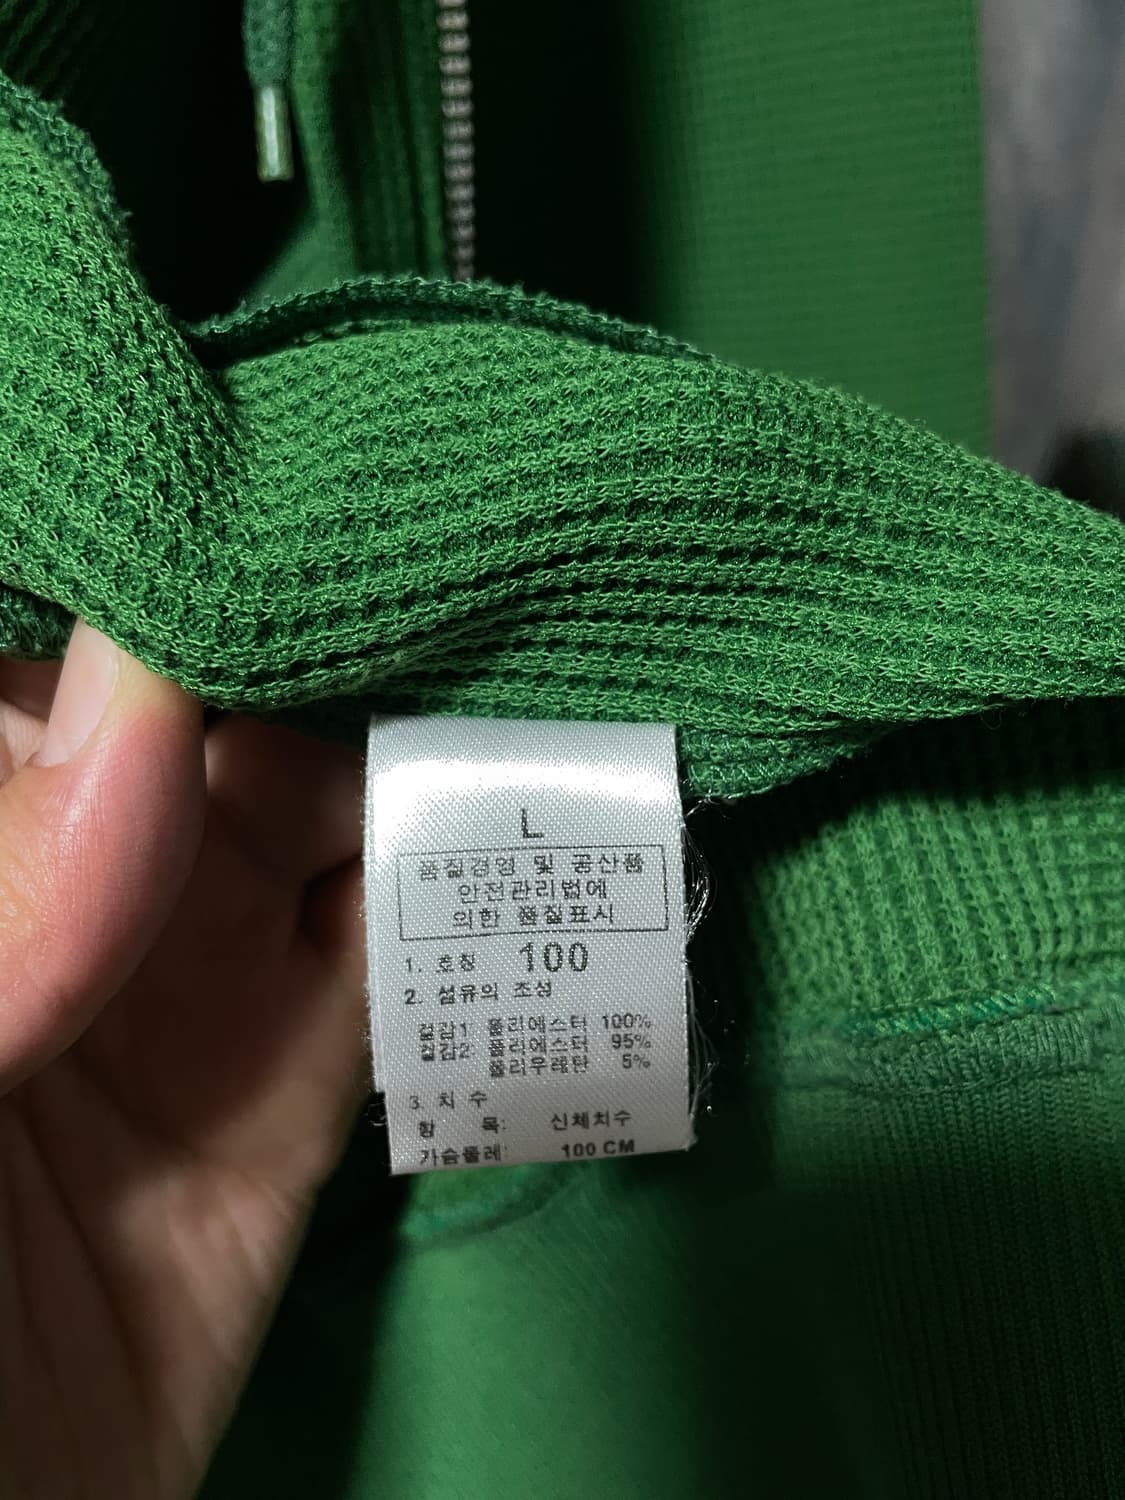 L
품질경영 및 공산품
안전관리법에
의한 품질표시
1. 호칭 100
2. 섬유의 조성
겉감1 폴리에스터 100%
겉감2 폴리에스터 95%
폴리우레탄 5%
3. 치 수
항 목: 신체치수
가슴둘레: 100 CM